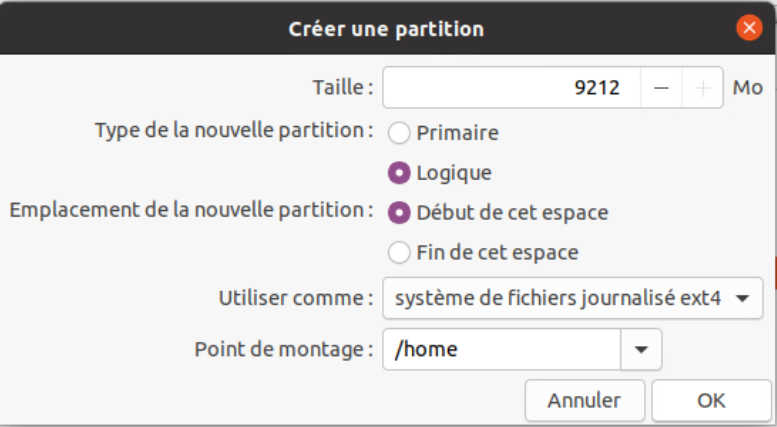 Créer une partition
Taille : 9212 Mo
Type de la nouvelle partition : Primaire
Logique
Emplacement de la nouvelle partition : Début de cet espace
Fin de cet espace
Utiliser comme : système de fichiers journalisé ext4
Point de montage : /home
Annuler OK